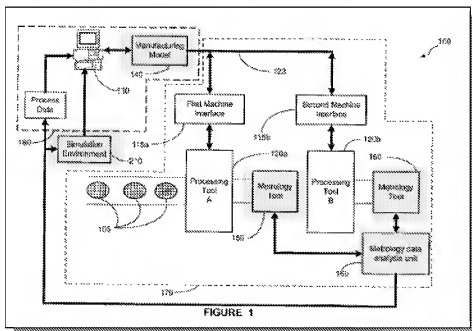 100
Manufacturing
Model
140
110
123
Process
Data
180
First Machine
Interface
115a
Second Machine
Interface
115b
Simulation
Environment
210
120a
120b
150
Processing
Tool
A
Metrology
Tool
Processing
Tool
B
Metrology
Tool
105
Metrology data
analysis unit
170
FIGURE 1